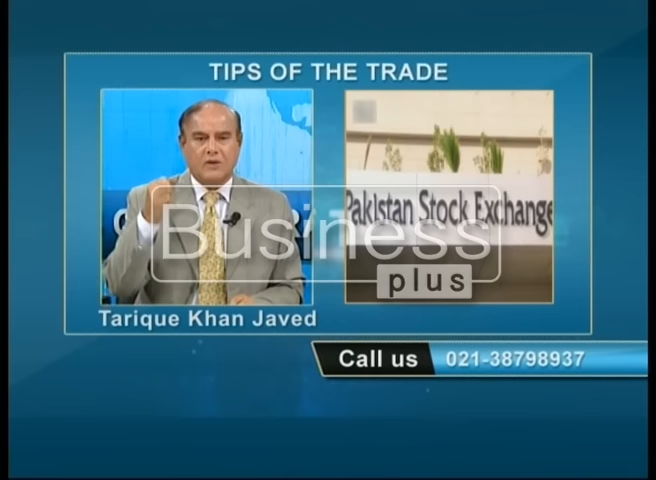 TIPS OF THE TRADE
Pakistan Stock Exchange
Business
plus
Tarique Khan Javed
Call us
021-38798937